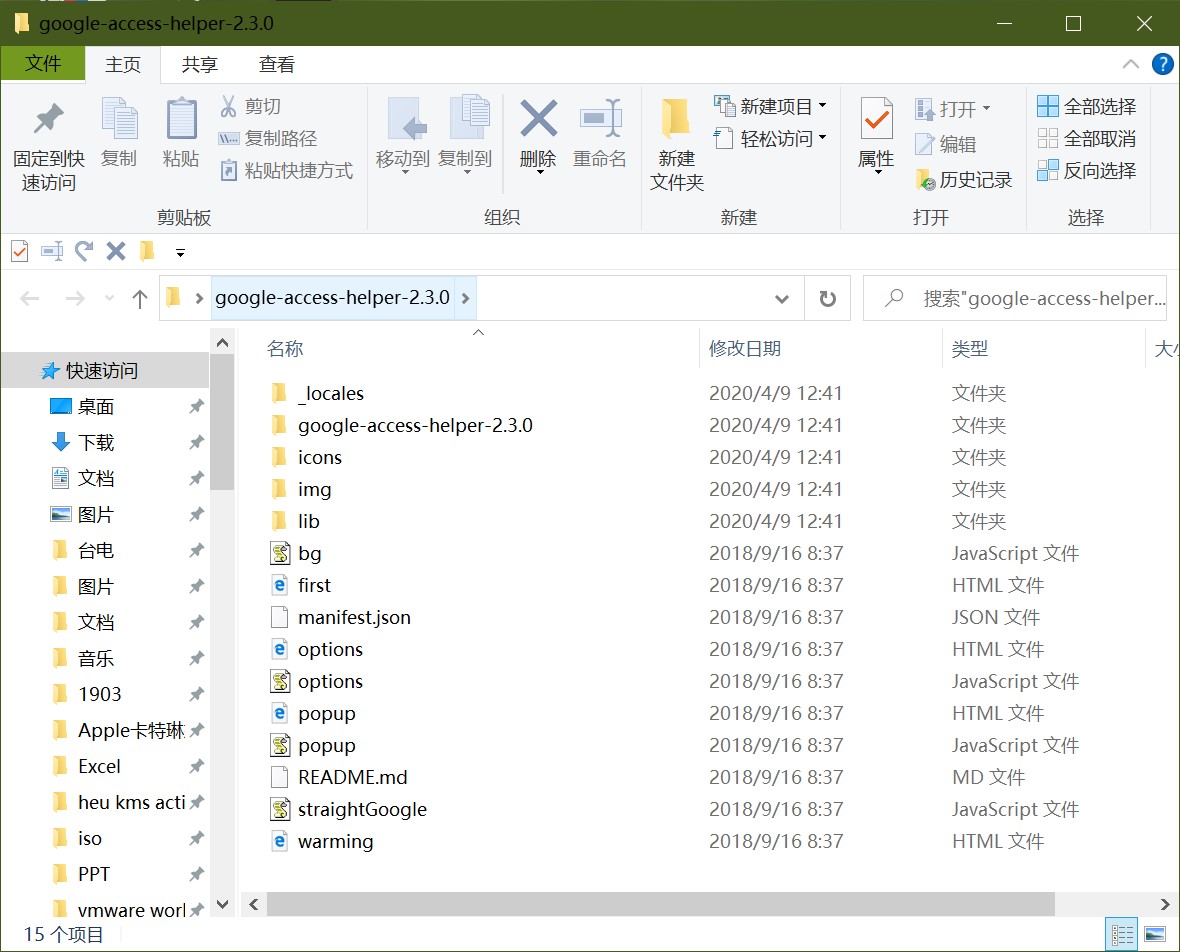 google-access-helper-2.3.0
文件 主页 共享 查看
固定到快速访问
复制
粘贴
剪切
复制路径
粘贴快捷方式
移动到
复制到
删除
重命名
新建文件夹
新建项目
轻松访问
属性
打开
编辑
历史记录
全部选择
全部取消
反向选择
剪贴板 组织 新建 打开 选择
google-access-helper-2.3.0
搜索"google-access-helper...
名称 修改日期 类型
快速访问
桌面
下载
文档
图片
台电
图片
文档
音乐
1903
Apple卡特琳
Excel
heu kms acti
iso
PPT
vmware worl
_locales 2020/4/9 12:41 文件夹
google-access-helper-2.3.0 2020/4/9 12:41 文件夹
icons 2020/4/9 12:41 文件夹
img 2020/4/9 12:41 文件夹
lib 2020/4/9 12:41 文件夹
bg 2018/9/16 8:37 JavaScript 文件
first 2018/9/16 8:37 HTML 文件
manifest.json 2018/9/16 8:37 JSON 文件
options 2018/9/16 8:37 HTML 文件
options 2018/9/16 8:37 JavaScript 文件
popup 2018/9/16 8:37 HTML 文件
popup 2018/9/16 8:37 JavaScript 文件
README.md 2018/9/16 8:37 MD 文件
straightGoogle 2018/9/16 8:37 JavaScript 文件
warming 2018/9/16 8:37 HTML 文件
15 个项目